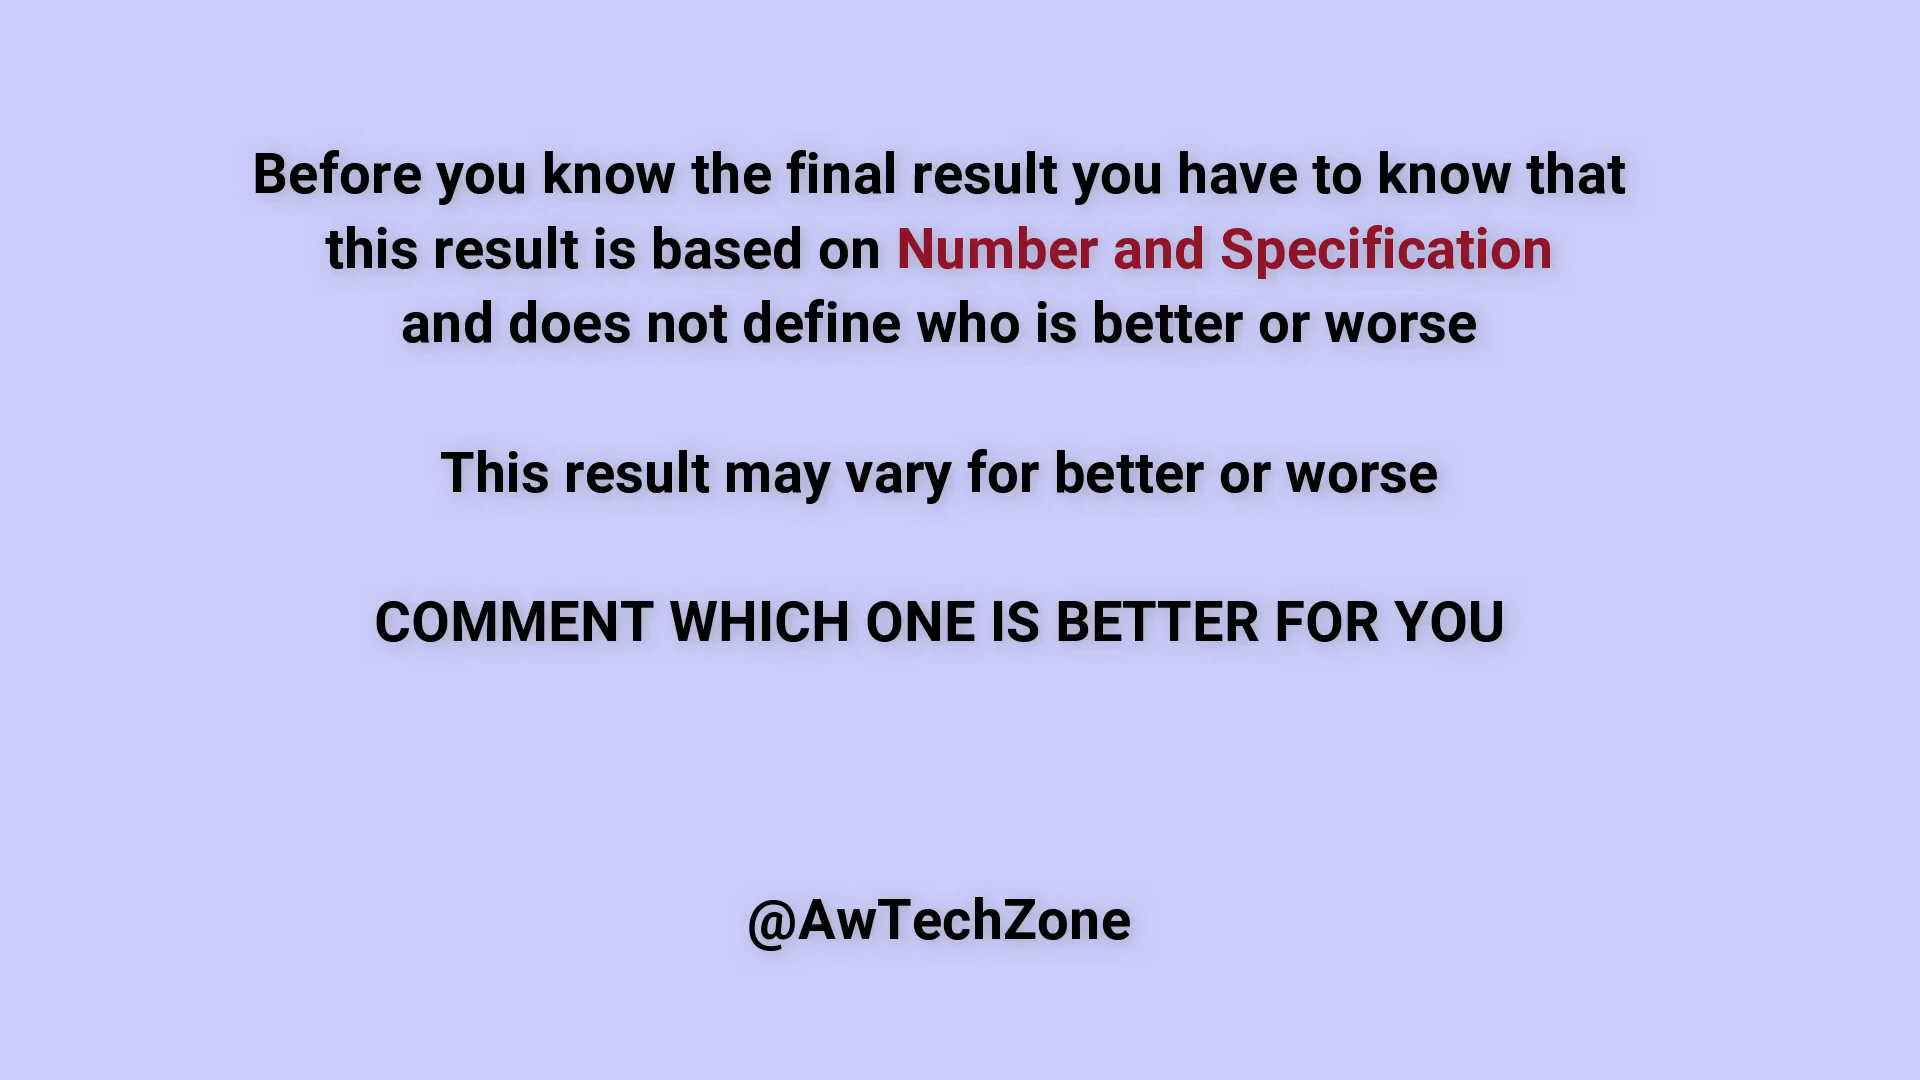 Before you know the final result you have to know that
this result is based on Number and Specification
and does not define who is better or worse
This result may vary for better or worse
COMMENT WHICH ONE IS BETTER FOR YOU
@AwTechZone